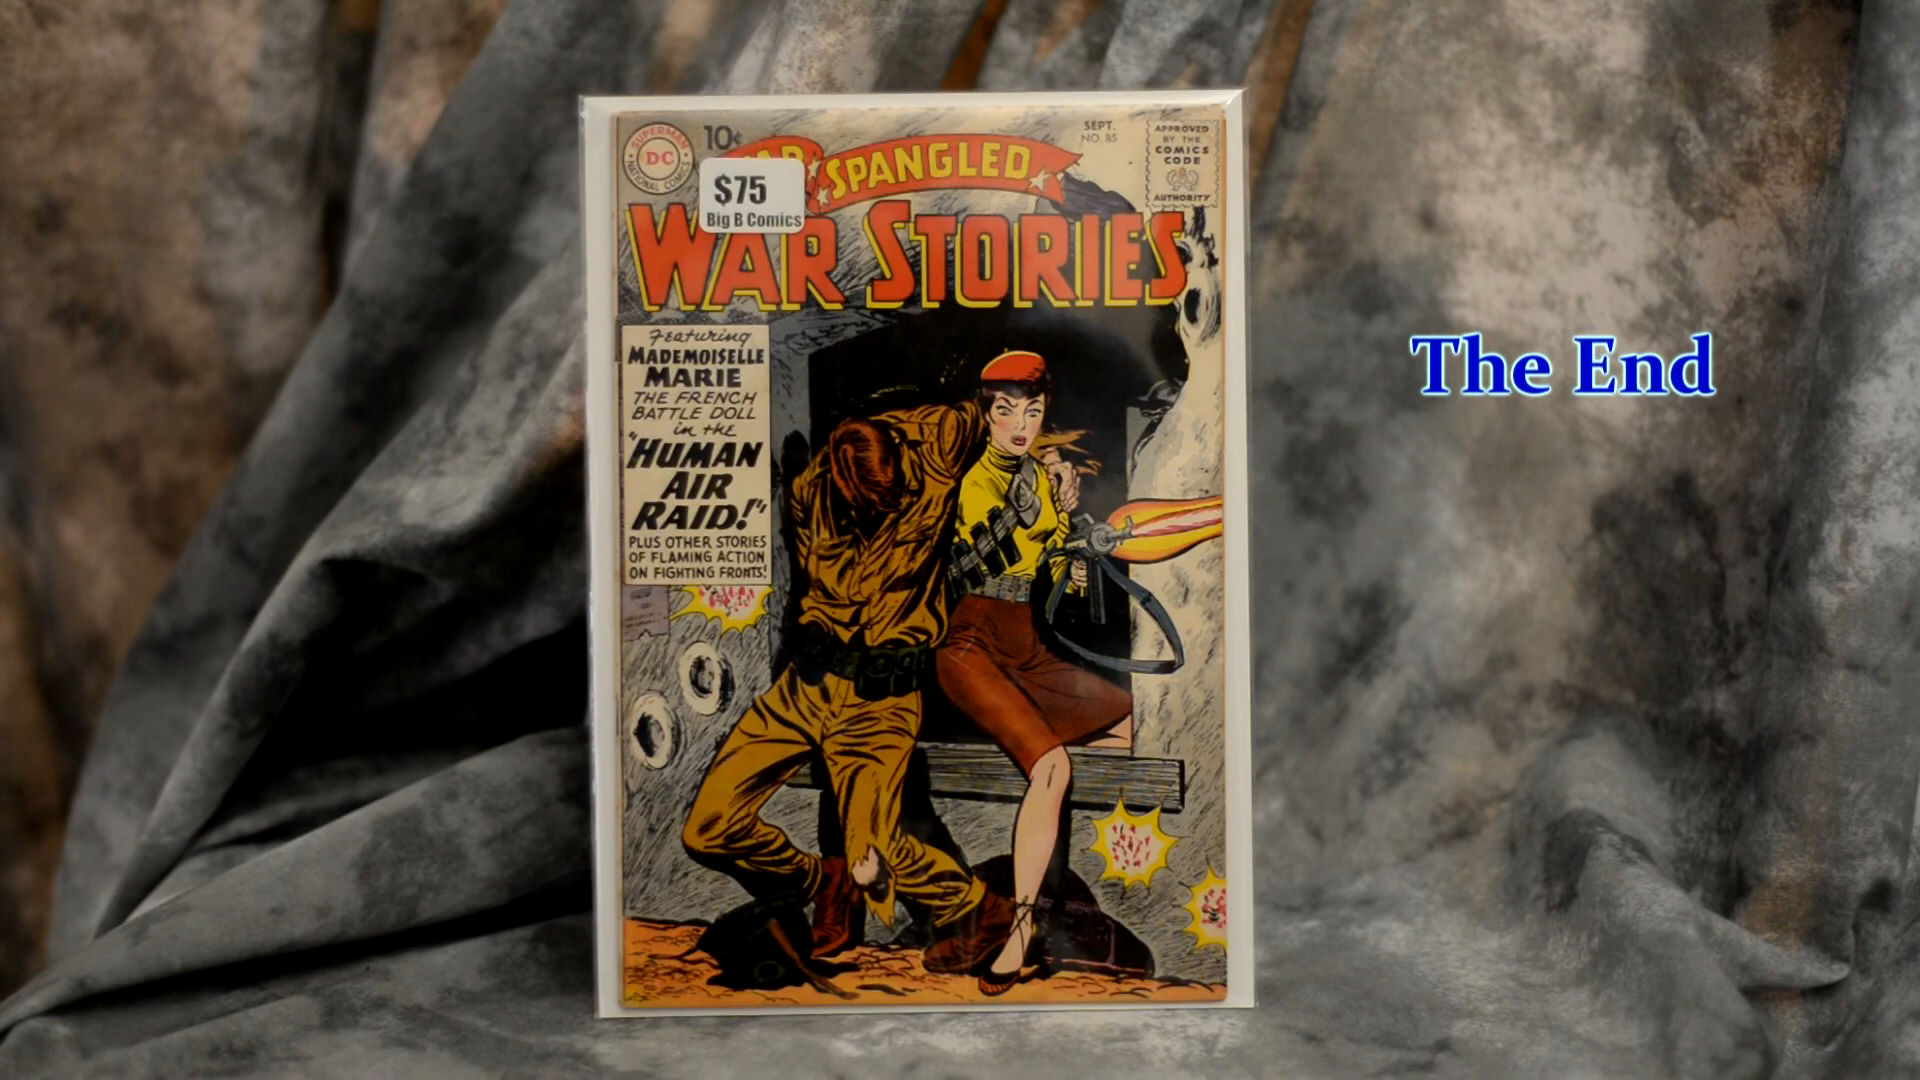 SUPERMAN
DC
NATIONAL COMICS
10¢
SPANGLED
WAR STORIES
$75
Big B Comics
SEPT.
NO. 85
APPROVED
BY THE
COMICS
CODE
AUTHORITY
Featuring
MADEMOISELLE
MARIE
THE FRENCH
BATTLE DOLL
in the
"HUMAN
AIR
RAID!"
PLUS OTHER STORIES
OF FLAMING ACTION
ON FIGHTING FRONTS!
The End